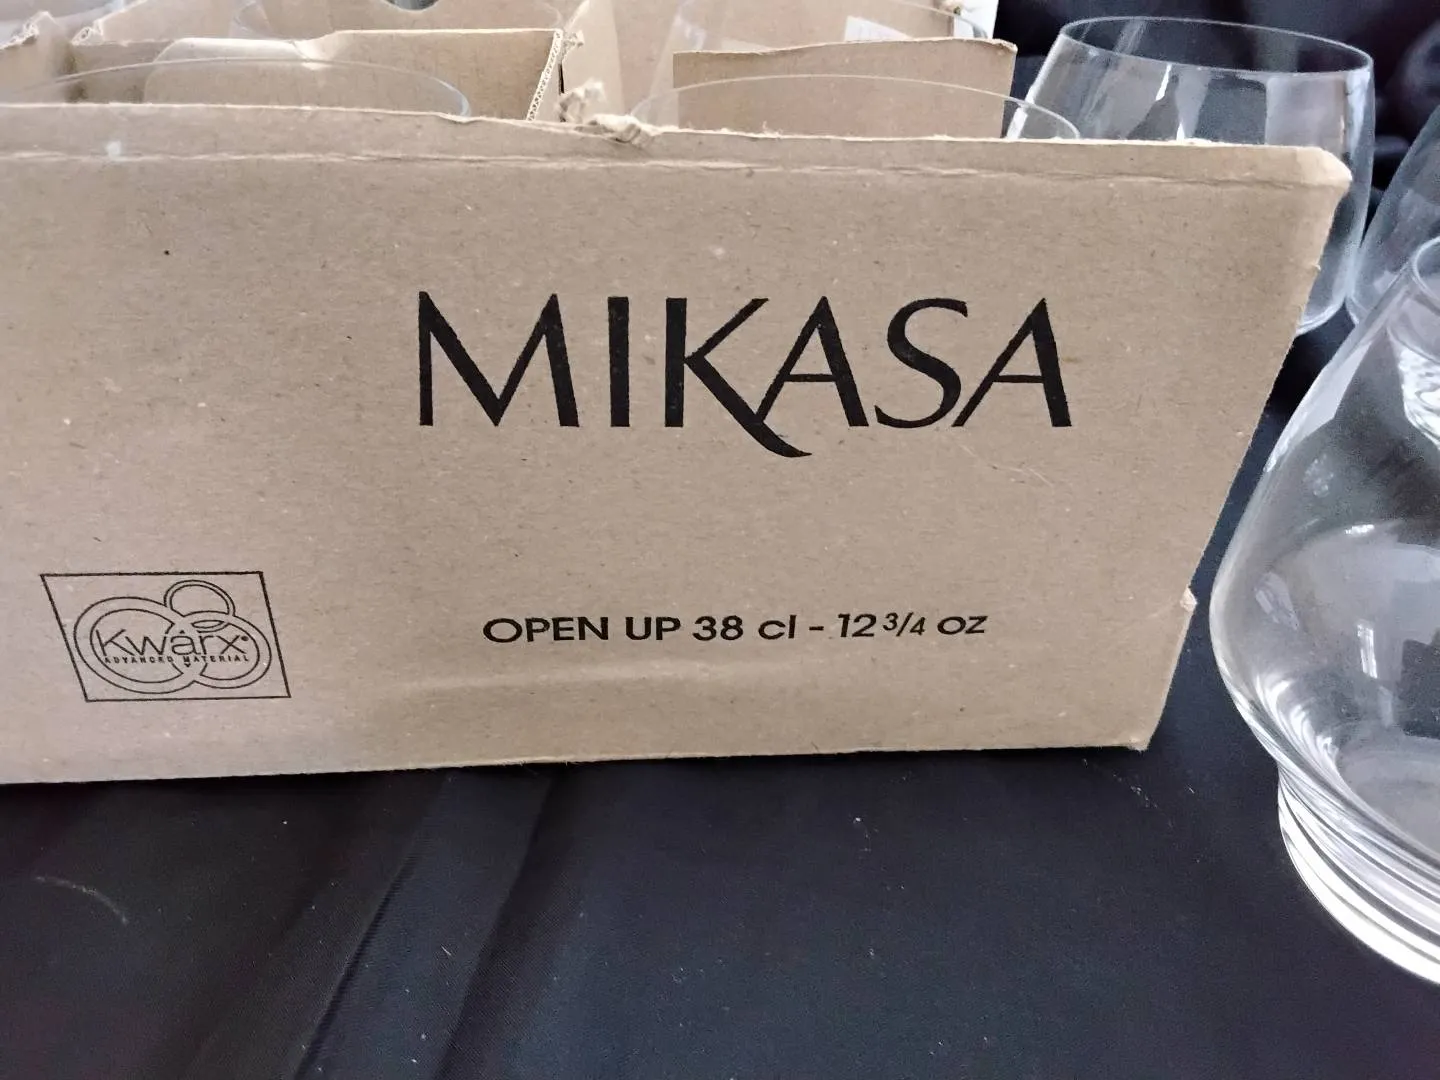 MIKASA
OPEN UP 38 cl - 12 3/4 oz
Kwarx®
ADVANCED MATERIAL